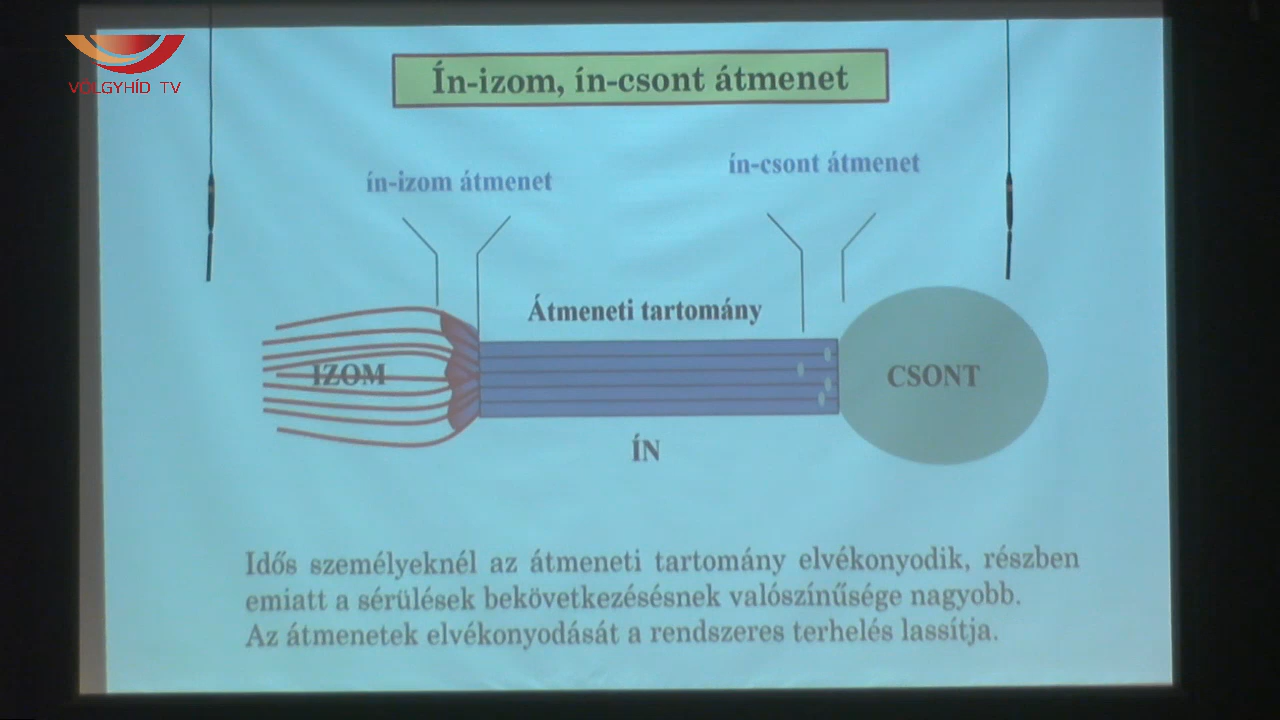 VÖLGYHÍD TV
Ín-izom, ín-csont átmenet
ín-izom átmenet
ín-csont átmenet
Átmeneti tartomány
IZOM
CSONT
ÍN
Idős személyeknél az átmeneti tartomány elvékonyodik, részben
emiatt a sérülések bekövetkezésésnek valószínűsége nagyobb.
Az átmenetek elvékonyodását a rendszeres terhelés lassítja.